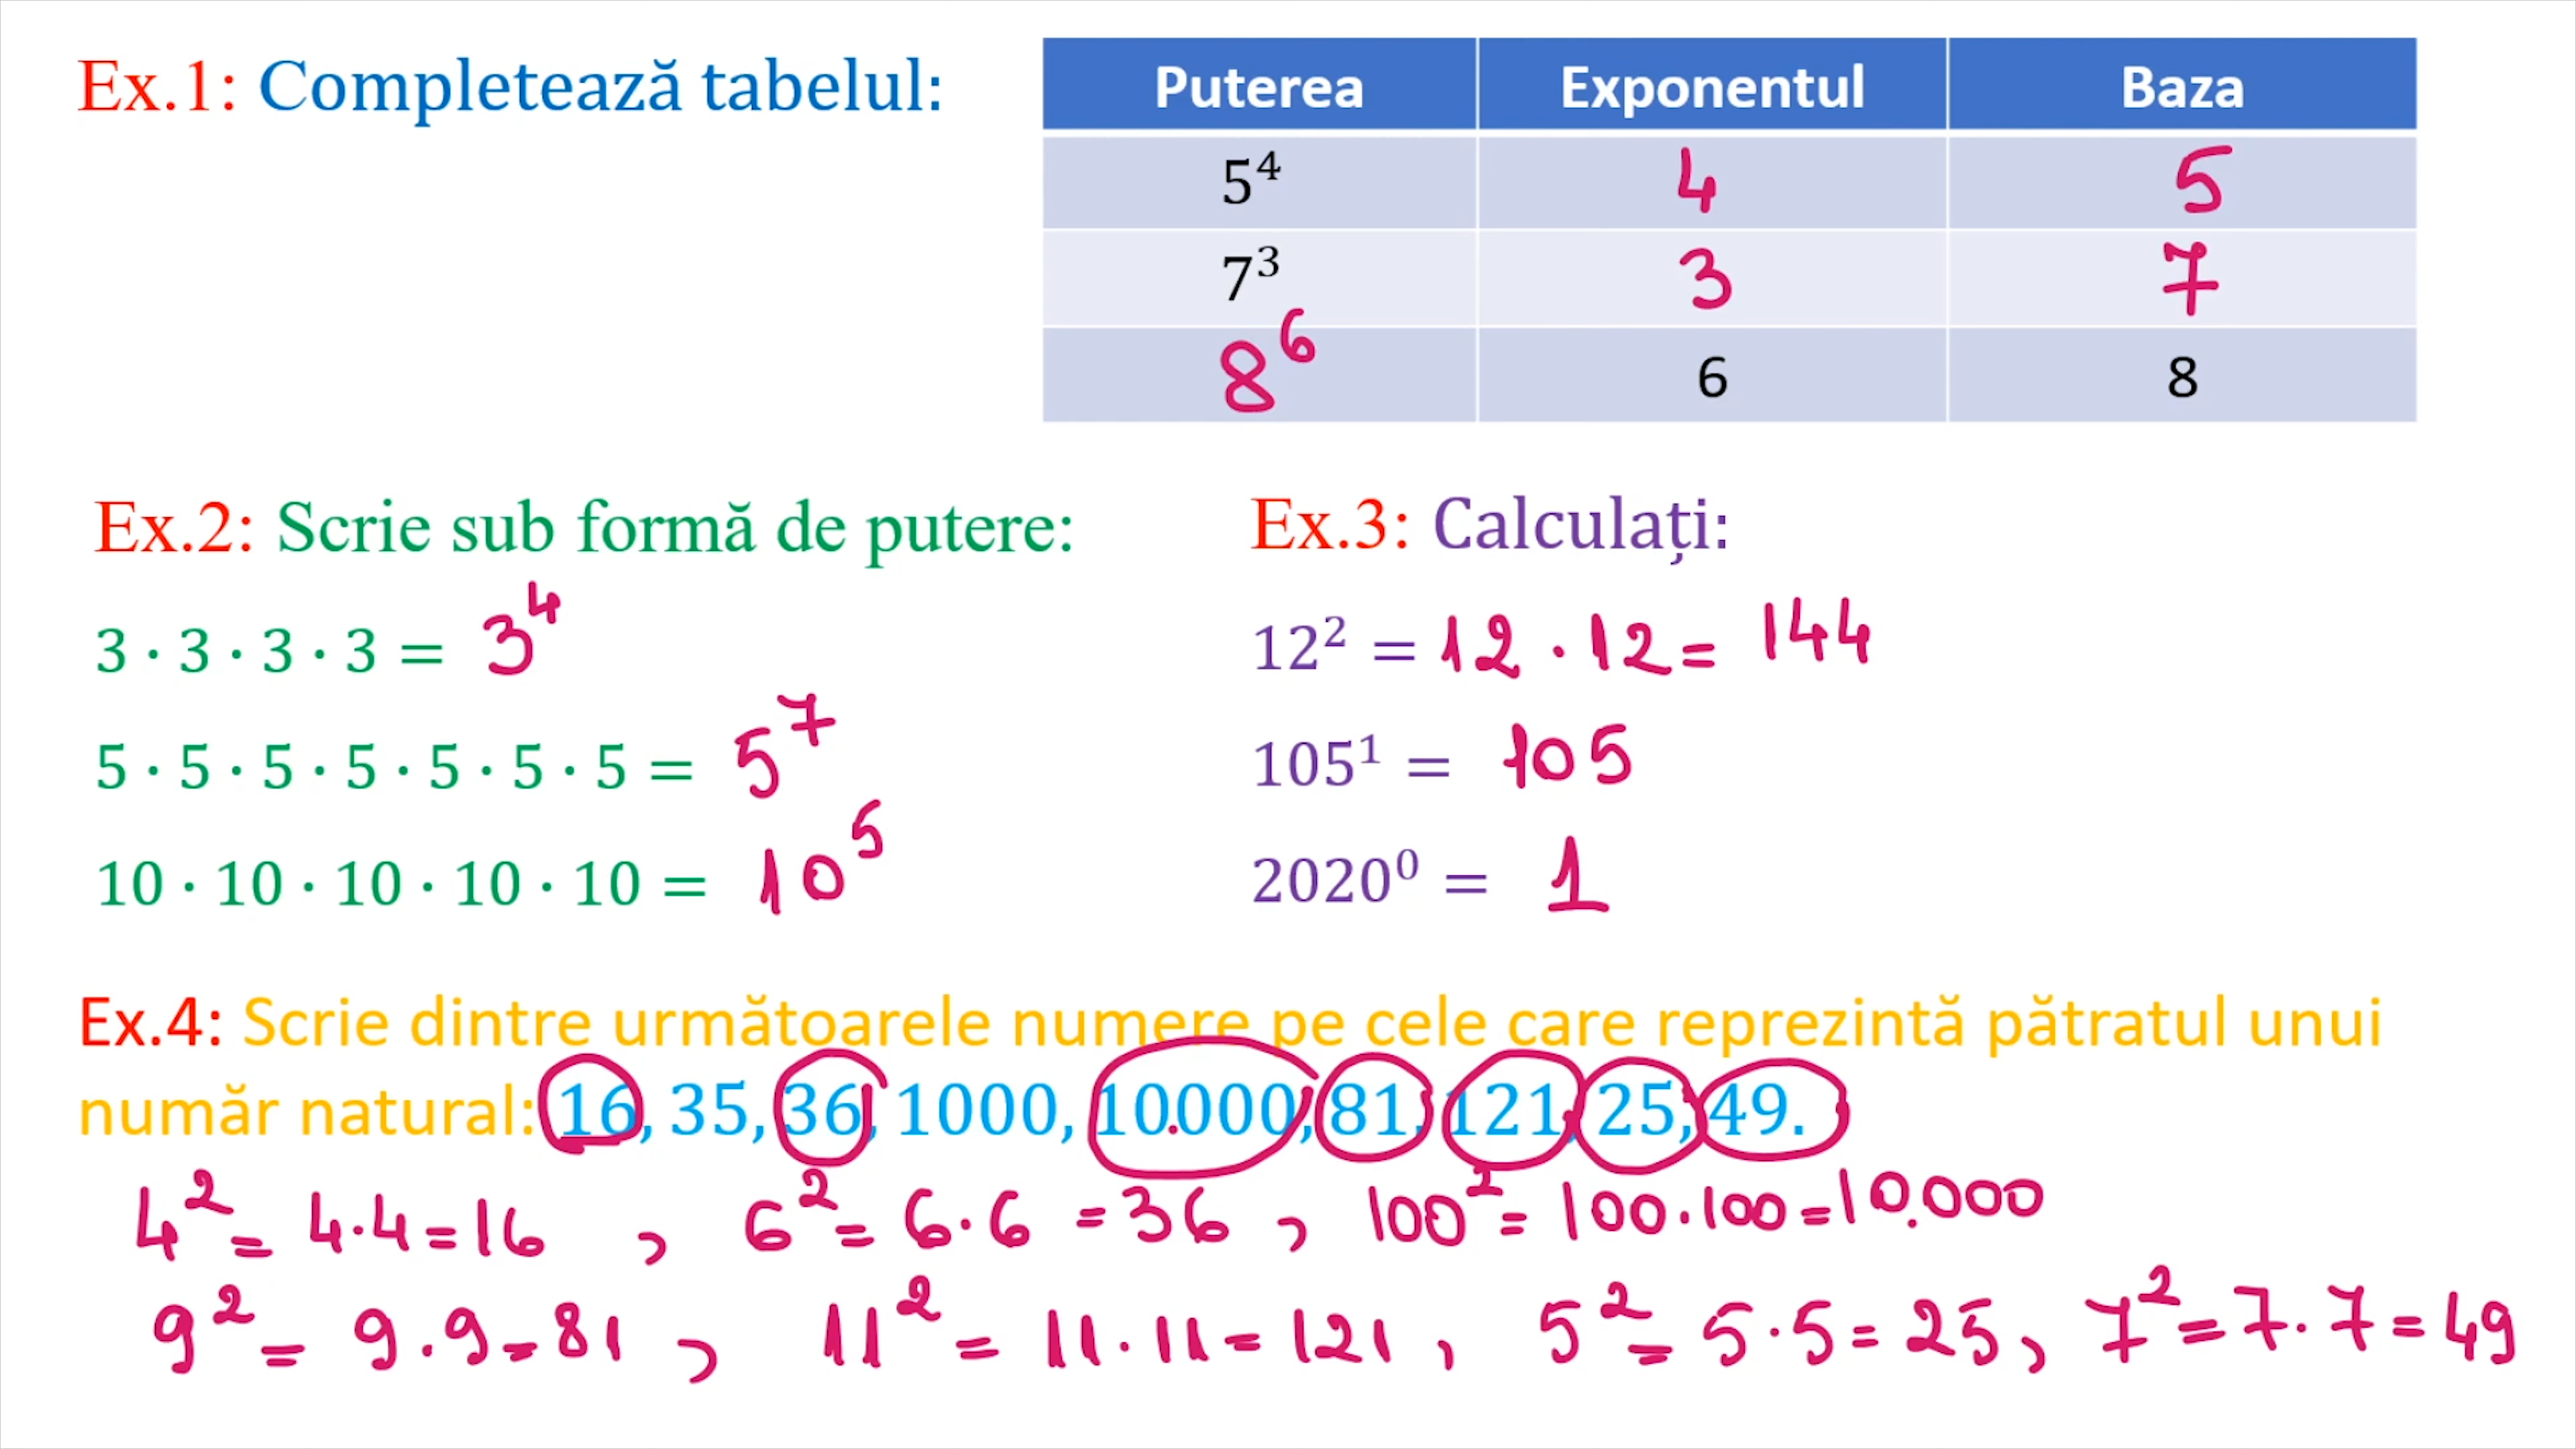 Ex.1: Completează tabelul:
Puterea Exponentul Baza
5⁴ 4 5
7³ 3 7
8⁶ 6 8
Ex.2: Scrie sub formă de putere:
3 · 3 · 3 · 3 = 3⁴
5 · 5 · 5 · 5 · 5 · 5 · 5 = 5⁷
10 · 10 · 10 · 10 · 10 = 10⁵
Ex.3: Calculați:
12² = 12 · 12 = 144
105¹ = 105
2020⁰ = 1
Ex.4: Scrie dintre următoarele numere pe cele care reprezintă pătratul unui
număr natural: 16, 35, 36, 1000, 10.000, 81, 121, 25, 49.
4² = 4·4=16 , 6² = 6·6 =36 , 100² = 100·100=10.000
9² = 9·9=81 , 11² = 11·11=121 , 5² = 5·5=25 , 7² = 7·7=49